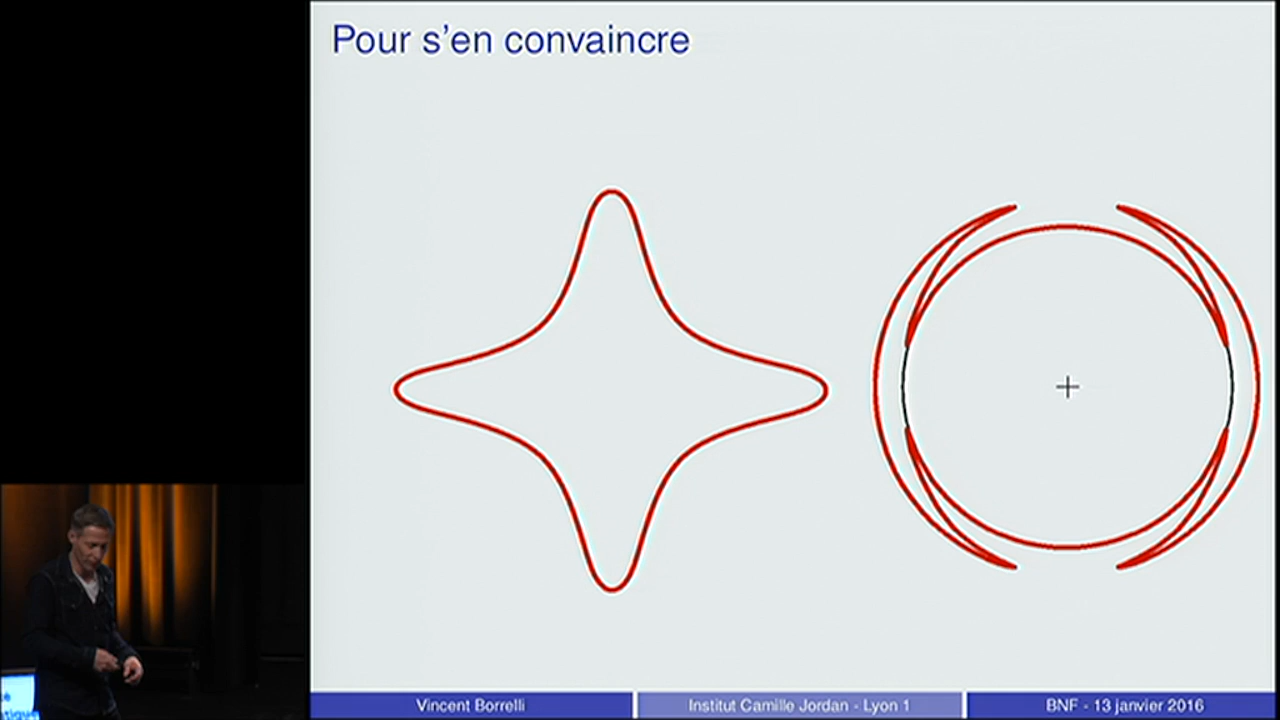 Pour s'en convaincre
Vincent Borrelli
Institut Camille Jordan - Lyon 1
BNF - 13 janvier 2016